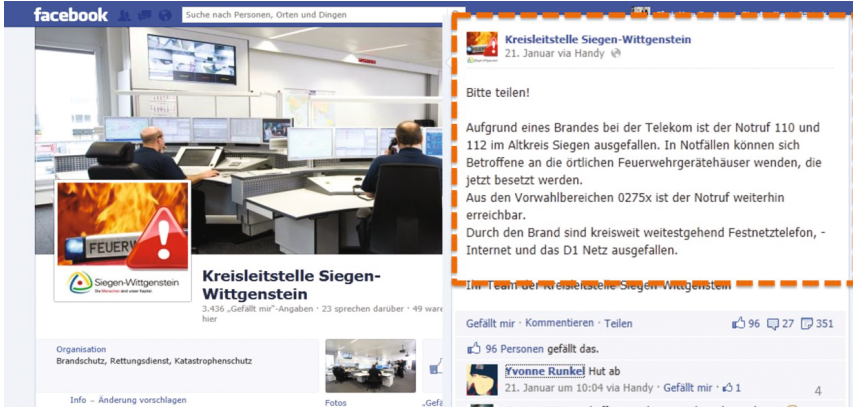 facebook
Suche nach Personen, Orten und Dingen
Kreisleitstelle Siegen-Wittgenstein
21. Januar via Handy
Bitte teilen!
Aufgrund eines Brandes bei der Telekom ist der Notruf 110 und
112 im Altkreis Siegen ausgefallen. In Notfällen können sich
Betroffene an die örtlichen Feuerwehrgerätehäuser wenden, die
jetzt besetzt werden.
Aus den Vorwahlbereichen 0275x ist der Notruf weiterhin
erreichbar.
Durch den Brand sind kreisweit weitestgehend Festnetztelefon, -
Internet und das D1 Netz ausgefallen.
Ihr Team der Kreisleitstelle Siegen-Wittgenstein
Gefällt mir · Kommentieren · Teilen
96 27 351
96 Personen gefällt das.
Yvonne Runkel Hut ab
21. Januar um 10:04 via Handy · Gefällt mir · 1
4
FEUERW
Siegen-Wittgenstein
Kreisleitstelle Siegen-
Wittgenstein
3.436 „Gefällt mir“-Angaben · 23 sprechen darüber · 49 ware
hier
Organisation
Brandschutz, Rettungsdienst, Katastrophenschutz
Info – Änderung vorschlagen
Fotos
„Gefä